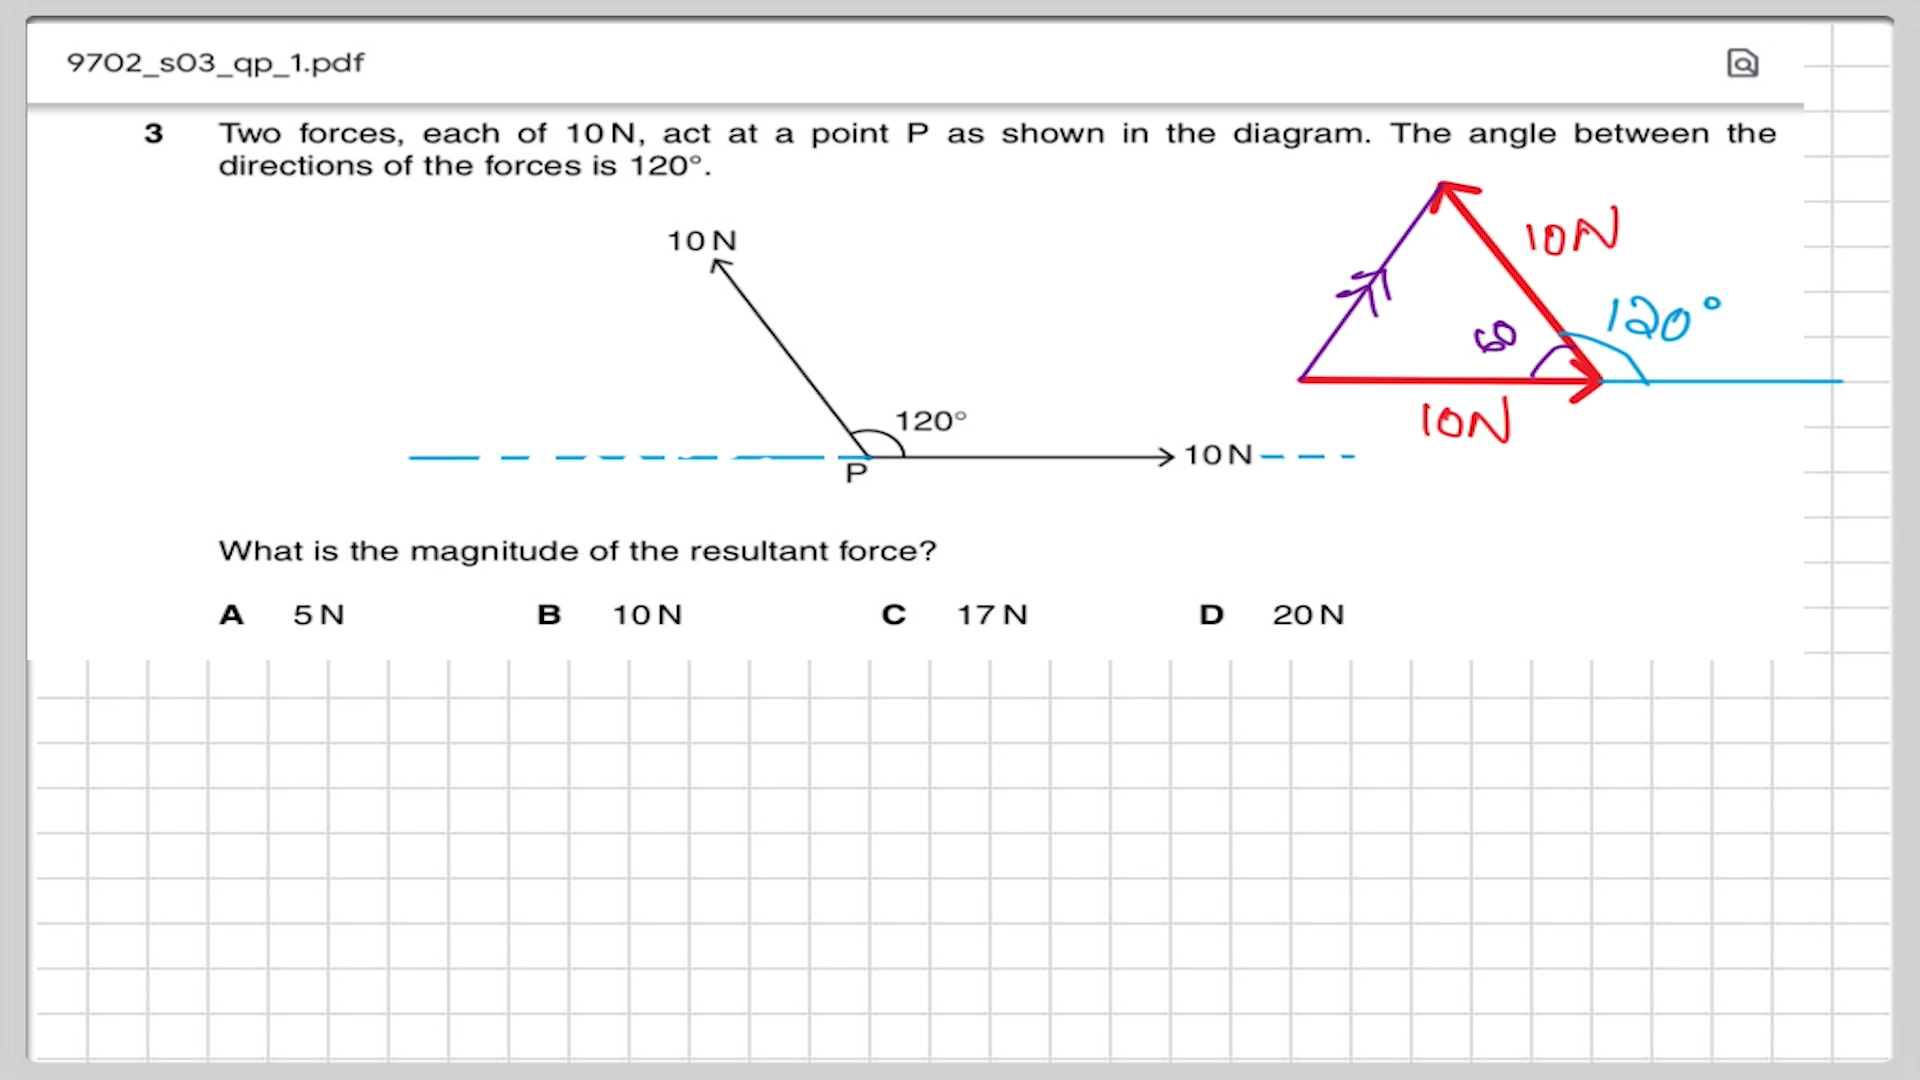 9702_s03_qp_1.pdf
3 Two forces, each of 10 N, act at a point P as shown in the diagram. The angle between the
directions of the forces is 120°.
10 N
10N
120°
60
120°
10 N
P
10N
What is the magnitude of the resultant force?
A 5 N B 10 N C 17 N D 20 N